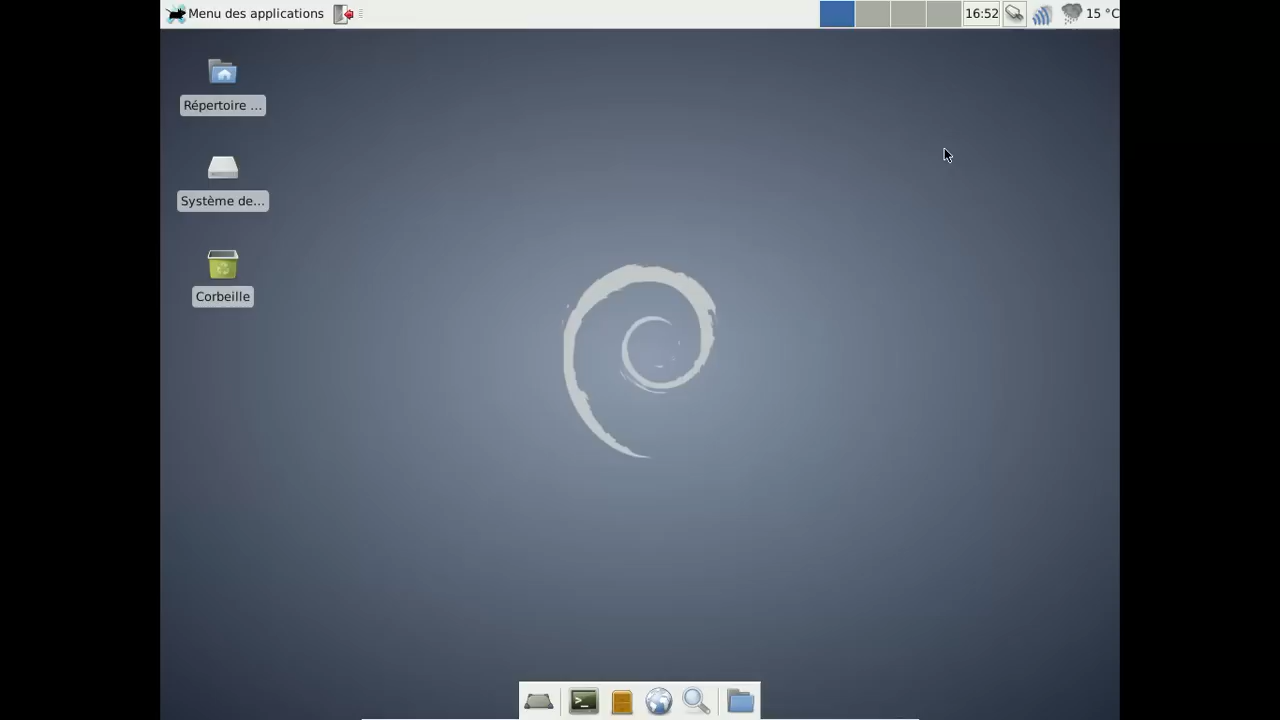 Menu des applications
16:52
15 °C
Répertoire ...
Système de...
Corbeille